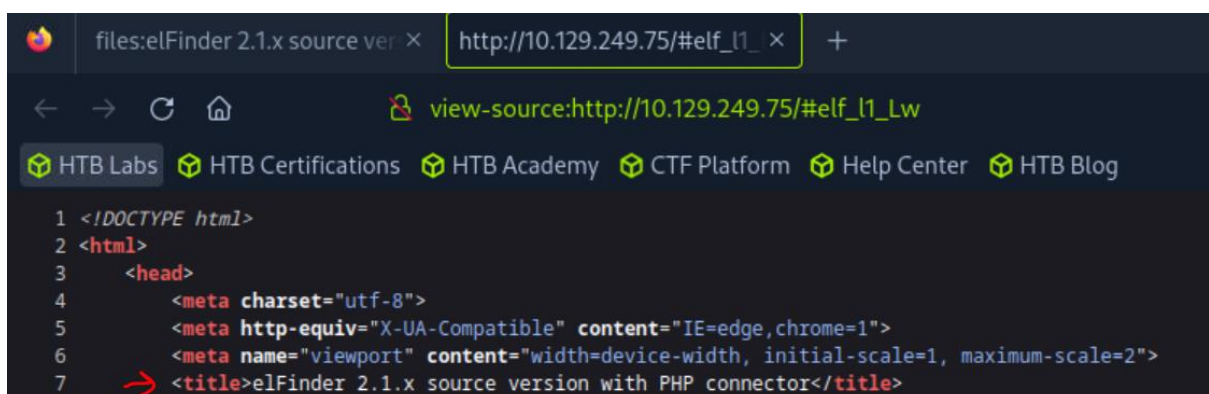 files:elFinder 2.1.x source ver
http://10.129.249.75/#elf_l1_
view-source:http://10.129.249.75/#elf_l1_Lw
HTB Labs HTB Certifications HTB Academy CTF Platform Help Center HTB Blog
1 <!DOCTYPE html>
2 <html>
3 <head>
4 <meta charset="utf-8">
5 <meta http-equiv="X-UA-Compatible" content="IE=edge,chrome=1">
6 <meta name="viewport" content="width=device-width, initial-scale=1, maximum-scale=2">
7 <title>elFinder 2.1.x source version with PHP connector</title>